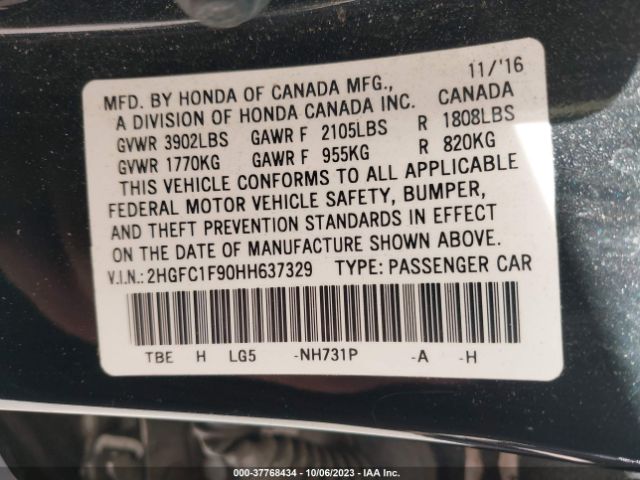 MFD. BY HONDA OF CANADA MFG., 11/'16
A DIVISION OF HONDA CANADA INC. CANADA
GVWR 3902LBS GAWR F 2105LBS R 1808LBS
GVWR 1770KG GAWR F 955KG R 820KG
THIS VEHICLE CONFORMS TO ALL APPLICABLE
FEDERAL MOTOR VEHICLE SAFETY, BUMPER,
AND THEFT PREVENTION STANDARDS IN EFFECT
ON THE DATE OF MANUFACTURE SHOWN ABOVE.
V.I.N.: 2HGFC1F90HH637329 TYPE: PASSENGER CAR
TBE H LG5 -NH731P -A -H
000-37768434 | 10/06/2023 | IAA Inc.